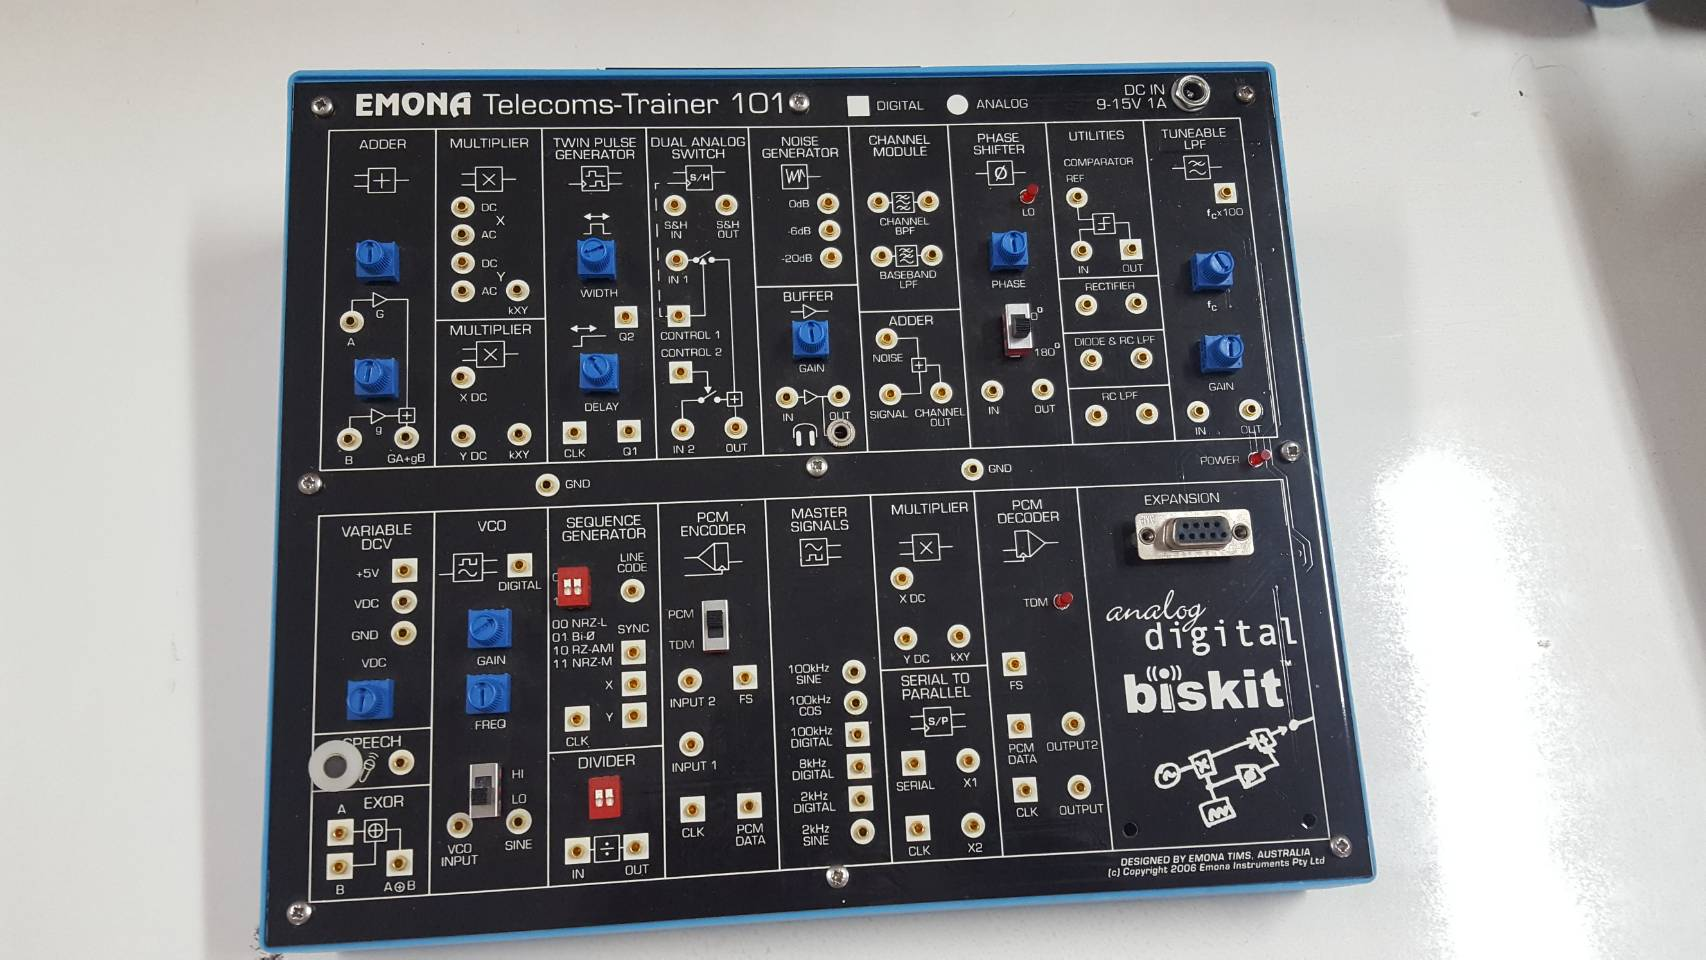 EMONA Telecoms-Trainer 101
DIGITAL
ANALOG
DC IN
9-15V 1A
ADDER
G
A
g
B
GA+gB
MULTIPLIER
DC
X
AC
DC
Y
AC
kXY
MULTIPLIER
X DC
Y DC
kXY
TWIN PULSE
GENERATOR
WIDTH
Q2
DELAY
CLK
Q1
DUAL ANALOG
SWITCH
S/H
S&H
IN
S&H
OUT
IN 1
CONTROL 1
CONTROL 2
IN 2
OUT
NOISE
GENERATOR
0dB
-6dB
-20dB
BUFFER
GAIN
IN
OUT
CHANNEL
MODULE
CHANNEL
BPF
BASEBAND
LPF
ADDER
NOISE
SIGNAL
CHANNEL
OUT
PHASE
SHIFTER
Ø
LO
PHASE
0°
180°
IN
OUT
UTILITIES
COMPARATOR
REF
IN
OUT
RECTIFIER
DIODE & RC LPF
RC LPF
TUNEABLE
LPF
fcx100
fc
GAIN
IN
OUT
POWER
GND
GND
VARIABLE
DCV
+5V
VDC
GND
VDC
SPEECH
EXOR
A
B
A⊕B
VCO
DIGITAL
GAIN
FREQ
HI
LO
VCO
INPUT
SINE
SEQUENCE
GENERATOR
LINE
CODE
00 NRZ-L
01 Bi-Ø
10 RZ-AMI
11 NRZ-M
SYNC
X
Y
CLK
DIVIDER
÷
IN
OUT
PCM
ENCODER
PCM
TDM
INPUT 2
FS
INPUT 1
CLK
PCM
DATA
MASTER
SIGNALS
100kHz
SINE
100kHz
COS
100kHz
DIGITAL
8kHz
DIGITAL
2kHz
DIGITAL
2kHz
SINE
MULTIPLIER
X DC
Y DC
kXY
SERIAL TO
PARALLEL
S/P
SERIAL
X1
CLK
X2
PCM
DECODER
TDM
FS
PCM
DATA
OUTPUT2
CLK
OUTPUT
EXPANSION
analog
digital
biskit™
DESIGNED BY EMONA TIMS, AUSTRALIA
(c) Copyright 2006 Emona Instruments Pty Ltd